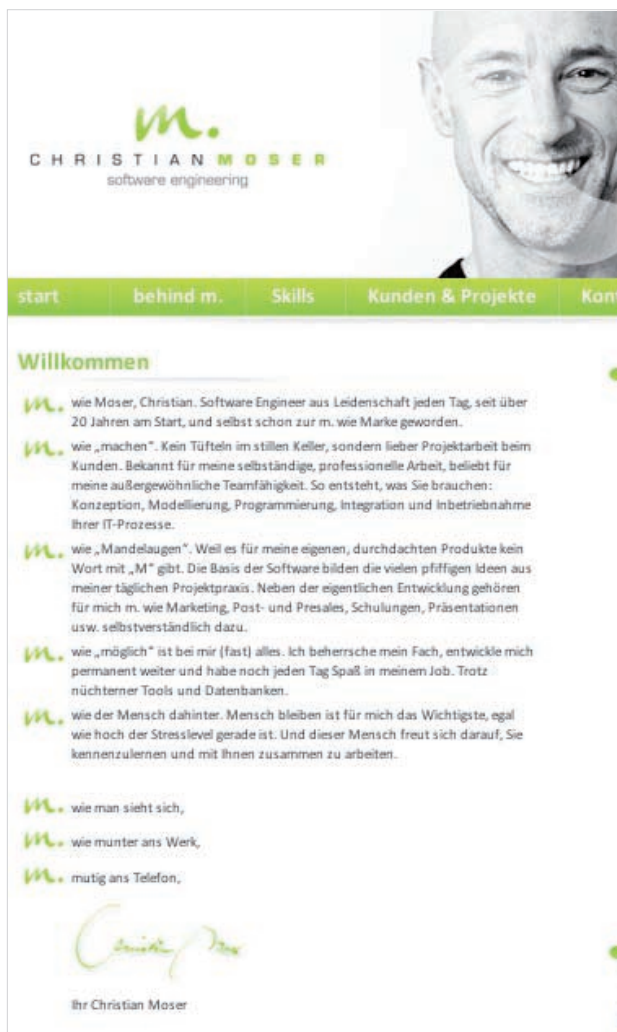 m.
CHRISTIANMOSER
software engineering
start behind m. Skills Kunden & Projekte Kon
Willkommen
m. wie Moser, Christian. Software Engineer aus Leidenschaft jeden Tag, seit über
20 Jahren am Start, und selbst schon zur m. wie Marke geworden.
m. wie „machen“. Kein Tüfteln im stillen Keller, sondern lieber Projektarbeit beim
Kunden. Bekannt für meine selbständige, professionelle Arbeit, beliebt für
meine außergewöhnliche Teamfähigkeit. So entsteht, was Sie brauchen:
Konzeption, Modellierung, Programmierung, Integration und Inbetriebnahme
Ihrer IT-Prozesse.
m. wie „Mandelaugen“. Weil es für meine eigenen, durchdachten Produkte kein
Wort mit „M“ gibt. Die Basis der Software bilden die vielen pfiffigen Ideen aus
meiner täglichen Projektpraxis. Neben der eigentlichen Entwicklung gehören
für mich m. wie Marketing, Post- und Presales, Schulungen, Präsentationen
usw. selbstverständlich dazu.
m. wie „möglich“ ist bei mir (fast) alles. Ich beherrsche mein Fach, entwickle mich
permanent weiter und habe noch jeden Tag Spaß in meinem Job. Trotz
nüchterner Tools und Datenbanken.
m. wie der Mensch dahinter. Mensch bleiben ist für mich das Wichtigste, egal
wie hoch der Stresslevel gerade ist. Und dieser Mensch freut sich darauf, Sie
kennenzulernen und mit Ihnen zusammen zu arbeiten.
m. wie man sieht sich,
m. wie munter ans Werk,
m. mutig ans Telefon,
Christian Moser
Ihr Christian Moser